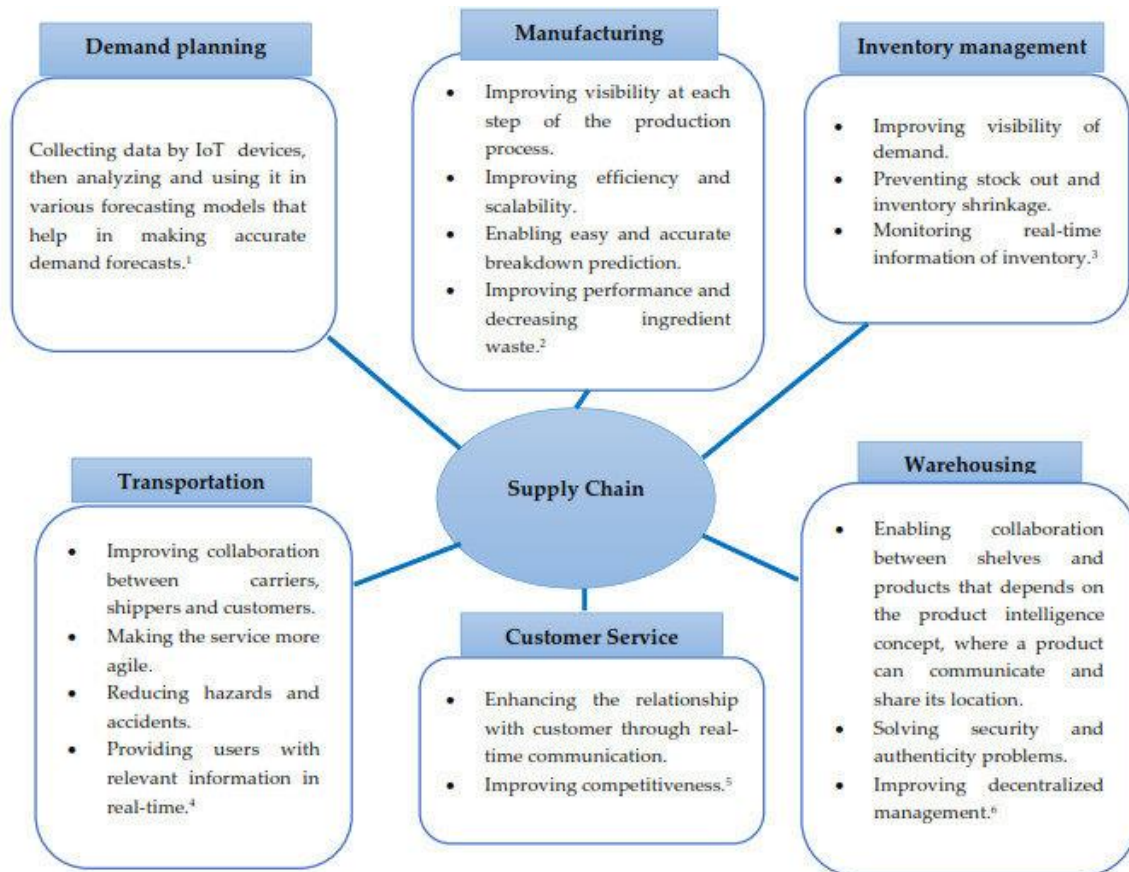 Demand planning
Collecting data by IoT devices,
then analyzing and using it in
various forecasting models that
help in making accurate
demand forecasts.¹
Manufacturing
• Improving visibility at each
step of the production
process.
• Improving efficiency and
scalability.
• Enabling easy and accurate
breakdown prediction.
• Improving performance and
decreasing ingredient
waste.²
Inventory management
• Improving visibility of
demand.
• Preventing stock out and
inventory shrinkage.
• Monitoring real-time
information of inventory.³
Supply Chain
Transportation
• Improving collaboration
between carriers,
shippers and customers.
• Making the service more
agile.
• Reducing hazards and
accidents.
• Providing users with
relevant information in
real-time.⁴
Customer Service
• Enhancing the relationship
with customer through real-
time communication.
• Improving competitiveness.⁵
Warehousing
• Enabling collaboration
between shelves and
products that depends on
the product intelligence
concept, where a product
can communicate and
share its location.
• Solving security and
authenticity problems.
• Improving decentralized
management.⁶